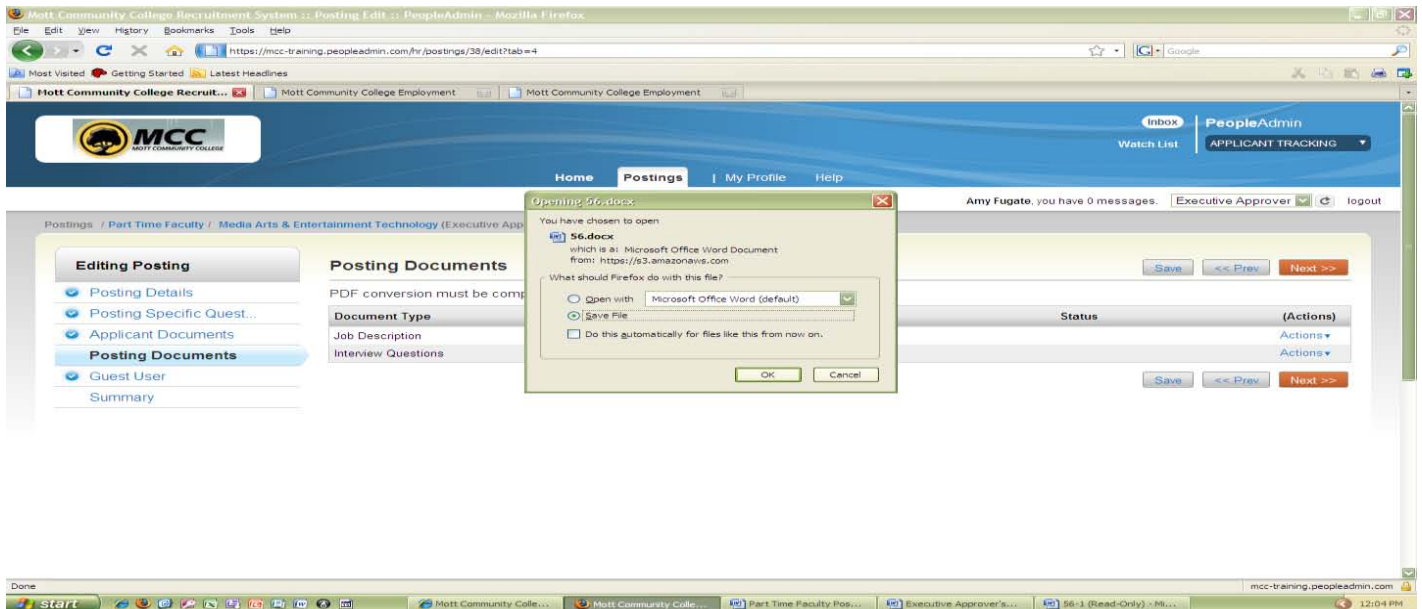 Mott Community College Recruitment System :: Posting Edit :: PeopleAdmin - Mozilla Firefox
File Edit View History Bookmarks Tools Help
https://mcc-training.peopleadmin.com/hr/postings/38/edit?tab=4
Google
Most Visited Getting Started Latest Headlines
Mott Community College Recruit... Mott Community College Employment Mott Community College Employment
MCC
MOTT COMMUNITY COLLEGE
Inbox PeopleAdmin
Watch List APPLICANT TRACKING
Home Postings | My Profile Help
Amy Fugate, you have 0 messages. Executive Approver logout
Postings / Part Time Faculty / Media Arts & Entertainment Technology (Executive App
Editing Posting
Posting Details
Posting Specific Quest...
Applicant Documents
Posting Documents
Guest User
Summary
Posting Documents
Save << Prev Next >>
PDF conversion must be comp
Document Type Status (Actions)
Job Description Actions
Interview Questions Actions
Save << Prev Next >>
Opening 56.docx
You have chosen to open
56.docx
which is a: Microsoft Office Word Document
from: https://s3.amazonaws.com
What should Firefox do with this file?
Open with Microsoft Office Word (default)
Save File
Do this automatically for files like this from now on.
OK Cancel
Done mcc-training.peopleadmin.com
start Mott Community Colle... Mott Community Colle... Part Time Faculty Pos... Executive Approver's... 56-1 (Read-Only) - Mi... 12:04 PM